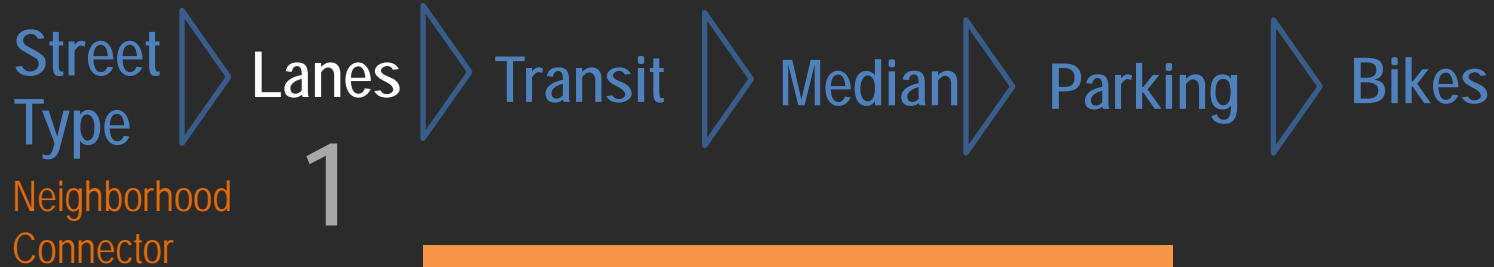 Street
Type
Lanes
Transit
Median
Parking
Bikes
Neighborhood
Connector
1